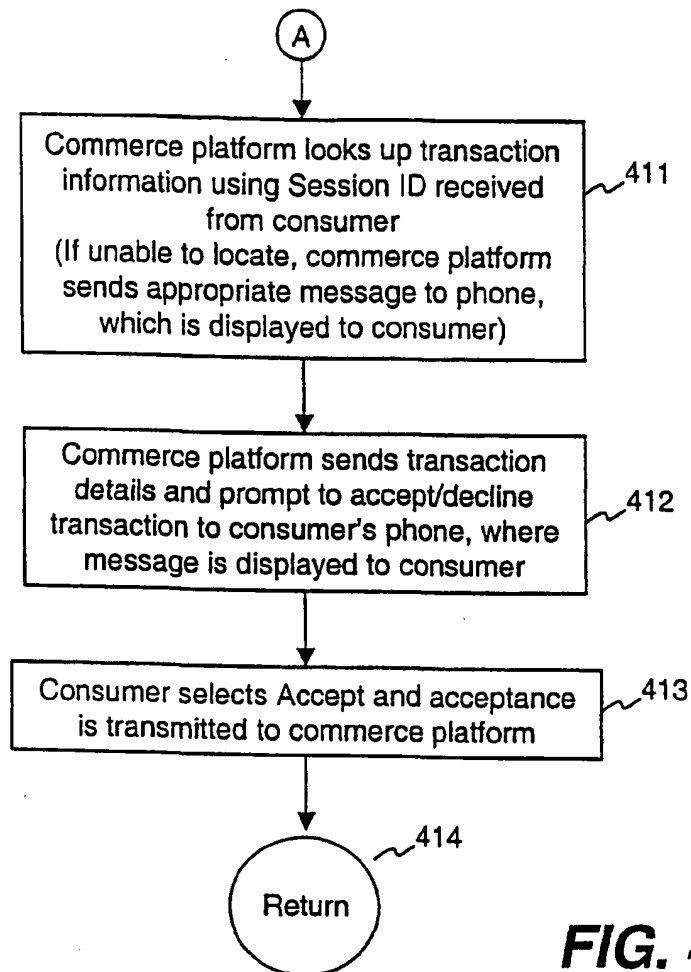 A
Commerce platform looks up transaction
information using Session ID received
from consumer
(If unable to locate, commerce platform
sends appropriate message to phone,
which is displayed to consumer)
411
Commerce platform sends transaction
details and prompt to accept/decline
transaction to consumer's phone, where
message is displayed to consumer
412
Consumer selects Accept and acceptance
is transmitted to commerce platform
413
414
Return
FIG.